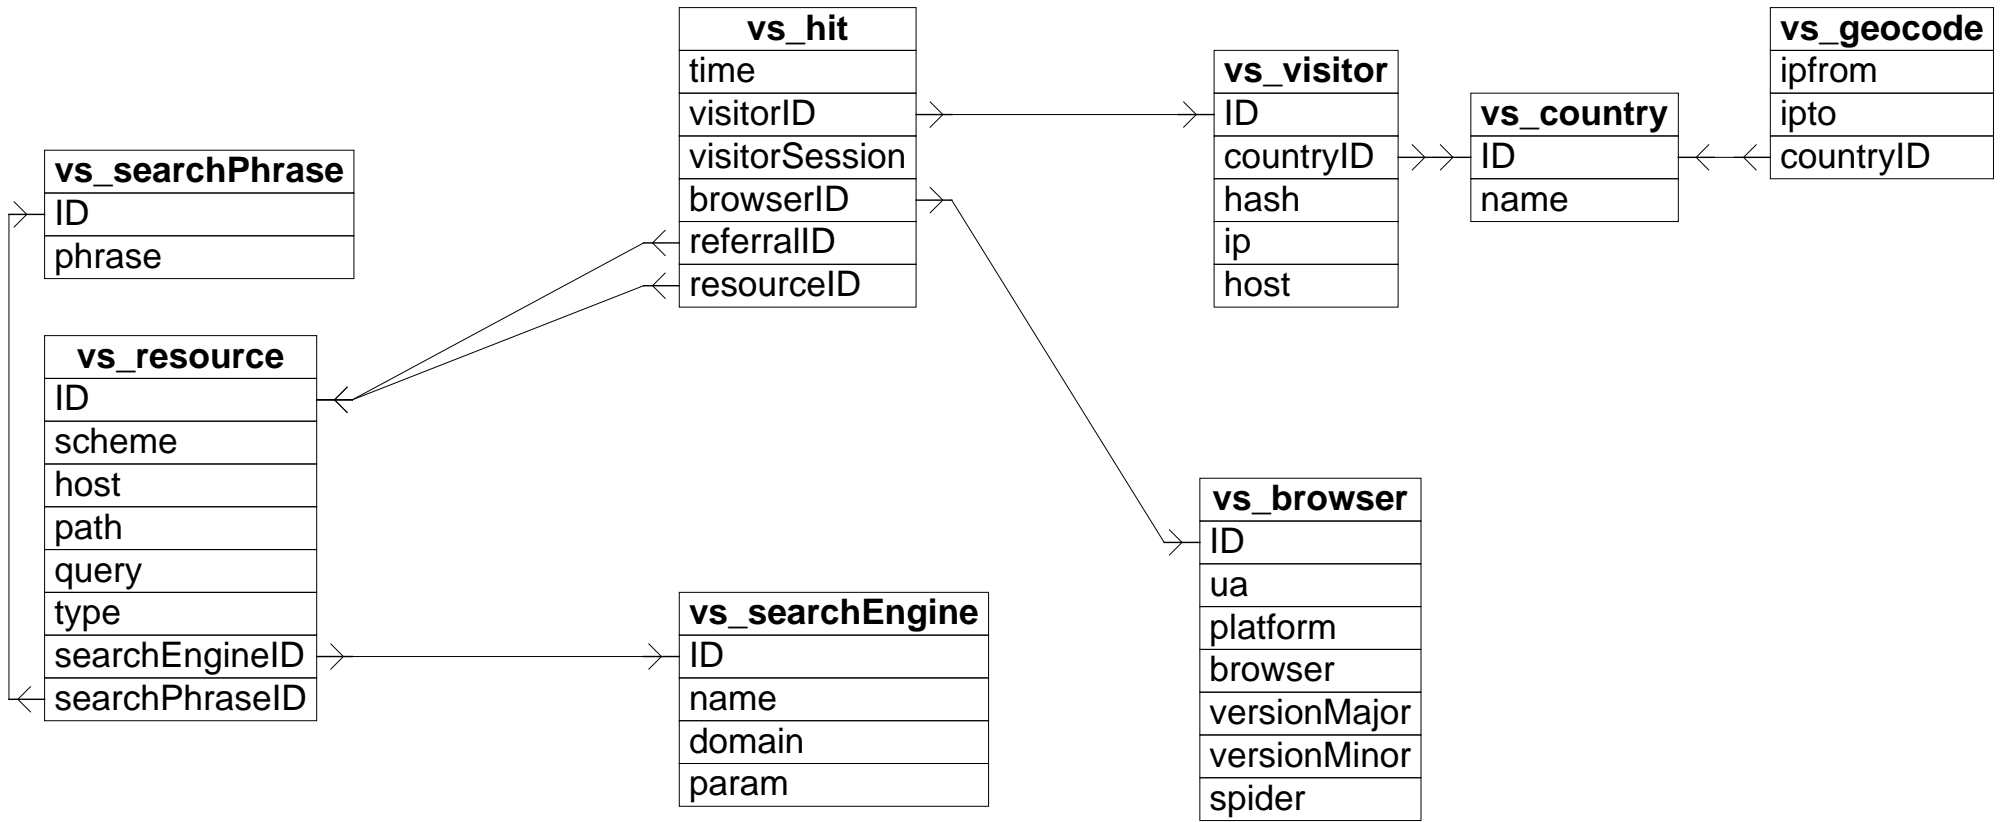 vs_hit
time
visitorID
visitorSession
browserID
referralID
resourceID
vs_visitor
ID
countryID
hash
ip
host
vs_country
ID
name
vs_geocode
ipfrom
ipto
countryID
vs_searchPhrase
ID
phrase
vs_resource
ID
scheme
host
path
query
type
searchEngineID
searchPhraseID
vs_searchEngine
ID
name
domain
param
vs_browser
ID
ua
platform
browser
versionMajor
versionMinor
spider